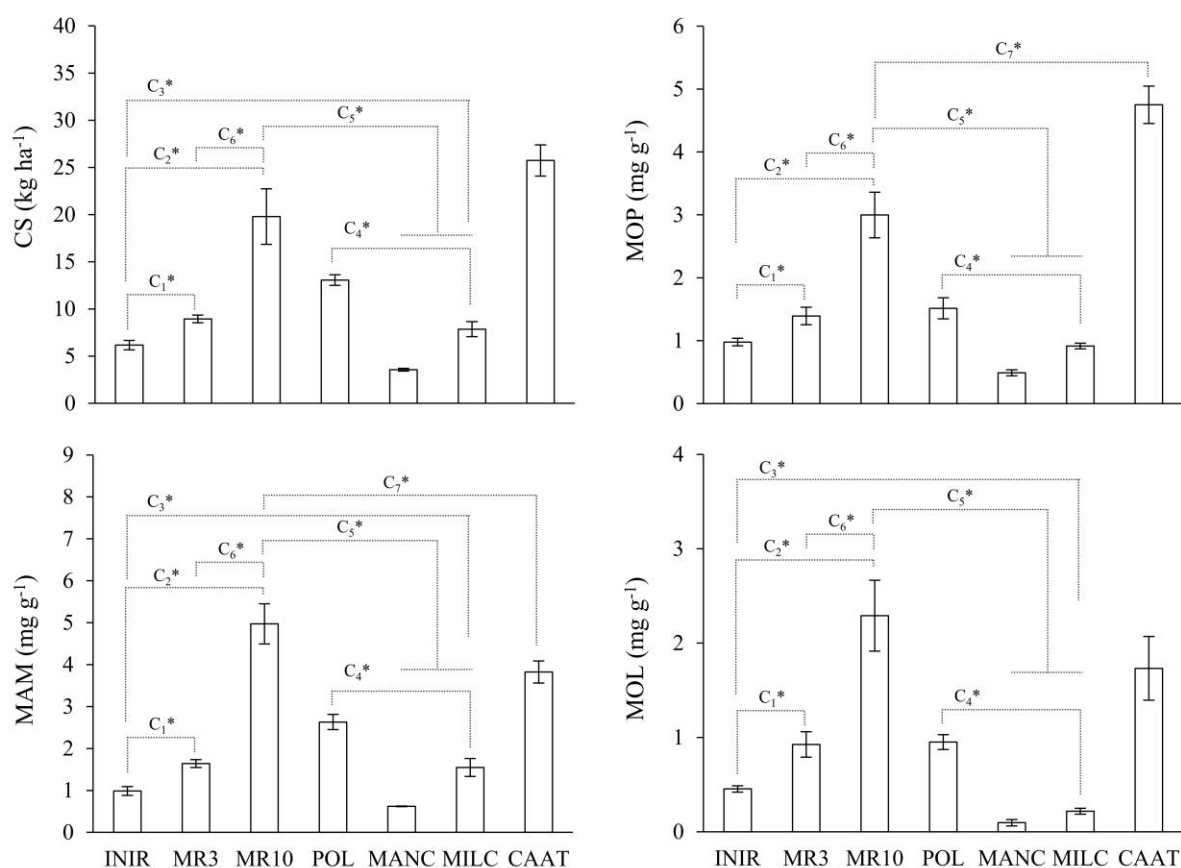 CS (kg ha⁻¹)
40
35
30
25
20
15
10
5
0
C₃*
C₅*
C₆*
C₂*
C₄*
C₁*
MOP (mg g⁻¹)
6
5
4
3
2
1
0
C₇*
C₅*
C₆*
C₂*
C₄*
C₁*
MAM (mg g⁻¹)
9
8
7
6
5
4
3
2
1
0
C₇*
C₃*
C₅*
C₆*
C₂*
C₄*
C₁*
INIR MR3 MR10 POL MANC MILC CAAT
MOL (mg g⁻¹)
4
3
2
1
0
C₃*
C₅*
C₆*
C₂*
C₄*
C₁*
INIR MR3 MR10 POL MANC MILC CAAT